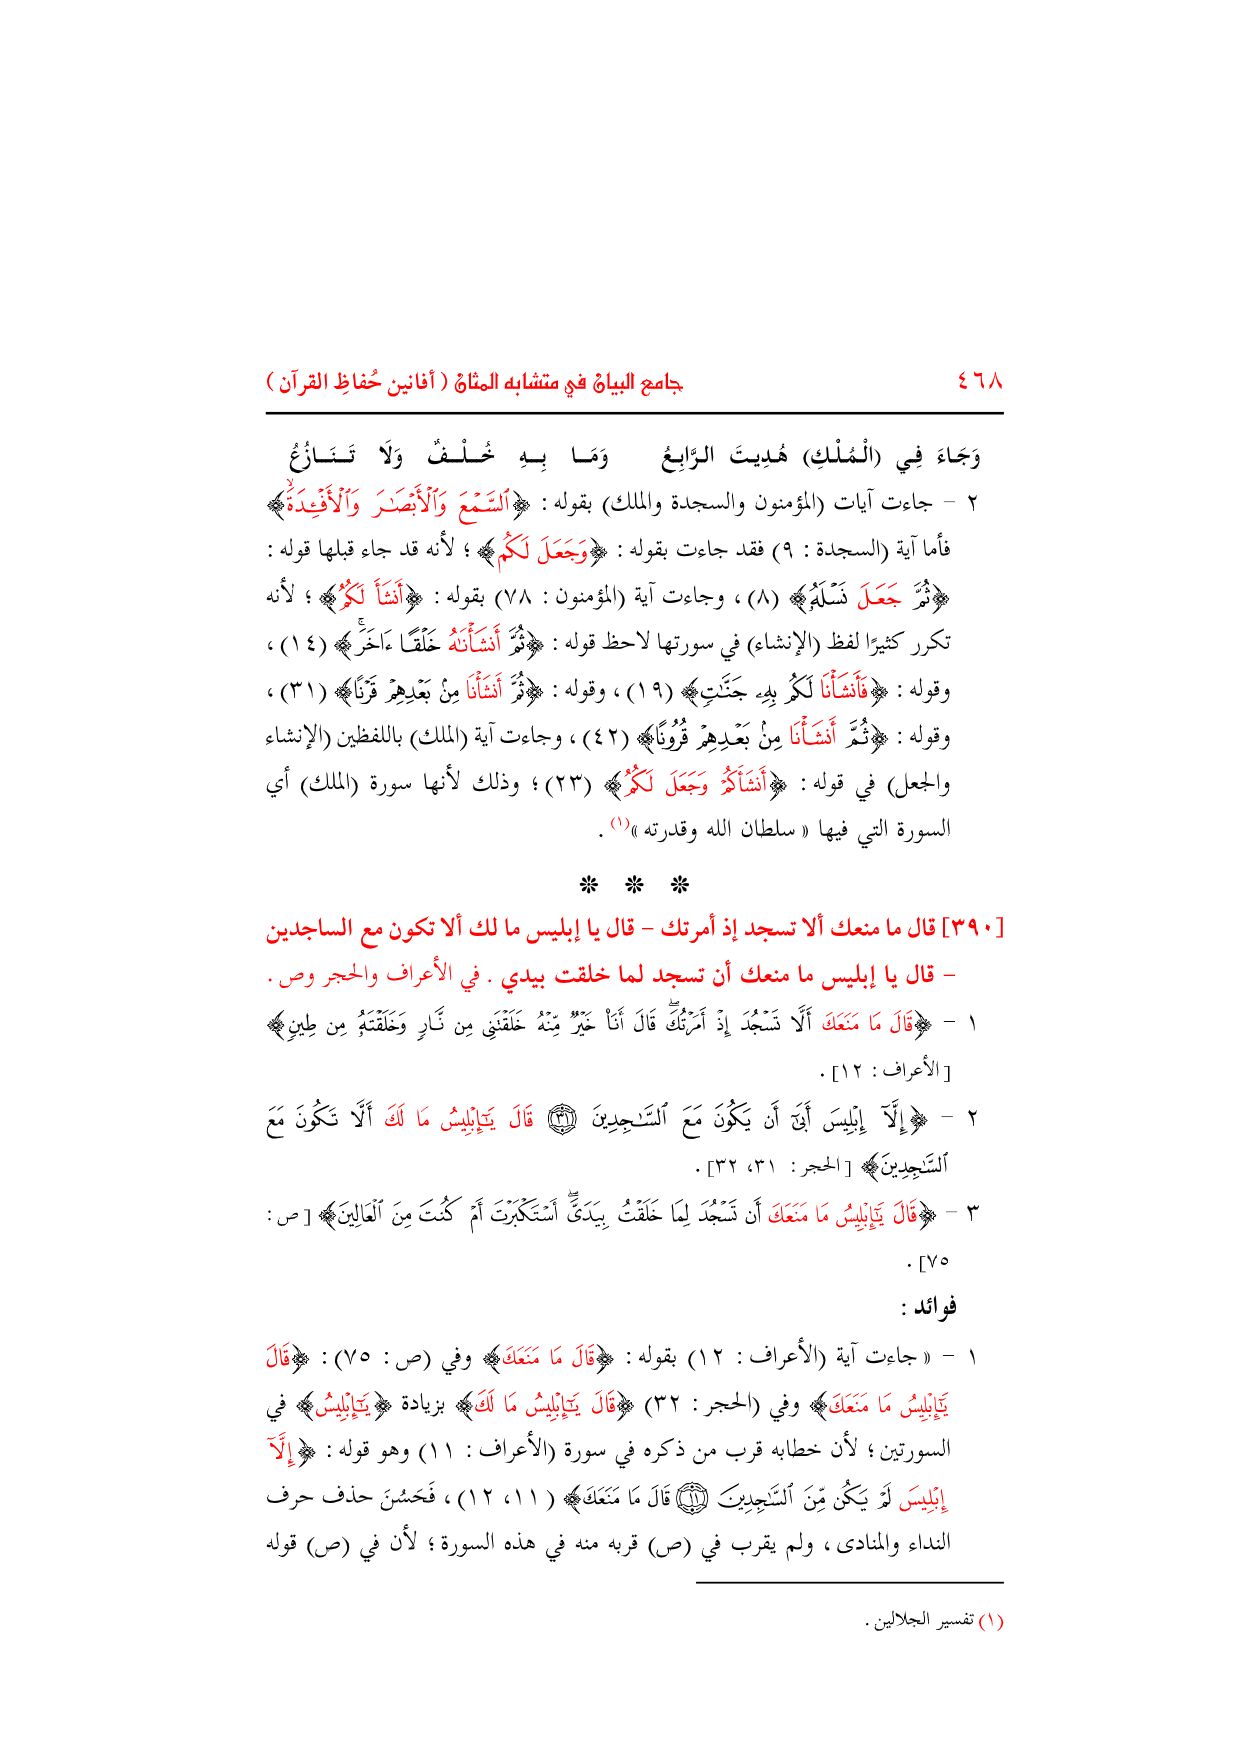 ٤٦٨ جامع البيان في متشابه المثان ( أفانين حُفاظِ القرآن )
وَجَاءَ فِي (الْمُلْكِ) هُدِيتَ الرَّابِعُ وَمَـا بِـهِ خُـلْـفٌ وَلَا تَـنَـازُعُ
٢ – جاءت آيات (المؤمنون والسجدة والملك) بقوله : ﴿ٱلسَّمۡعَ وَٱلۡأَبۡصَـٰرَ وَٱلۡأَفۡـِٔدَةَۙ﴾
فأما آية (السجدة : ٩) فقد جاءت بقوله : ﴿وَجَعَلَ لَكُم﴾ ؛ لأنه قد جاء قبلها قوله :
﴿ثُمَّ جَعَلَ نَسۡلَهُۥ﴾ (٨) ، وجاءت آية (المؤمنون : ٧٨) بقوله : ﴿أَنشَأَ لَكُمُ﴾ ؛ لأنه
تكرر كثيرًا لفظ (الإنشاء) في سورتها لاحظ قوله : ﴿ثُمَّ أَنشَأۡنَـٰهُ خَلۡقًا ءَاخَرَۚ﴾ (١٤) ،
وقوله : ﴿فَأَنشَأۡنَا لَكُم بِهِۦ جَنَّـٰتٖ﴾ (١٩) ، وقوله : ﴿ثُمَّ أَنشَأۡنَا مِنۢ بَعۡدِهِمۡ قَرۡنًا﴾ (٣١) ،
وقوله : ﴿ثُمَّ أَنشَأۡنَا مِنۢ بَعۡدِهِمۡ قُرُونًا﴾ (٤٢) ، وجاءت آية (الملك) باللفظين (الإنشاء
والجعل) في قوله : ﴿أَنشَأَكُمۡ وَجَعَلَ لَكُمُ﴾ (٢٣) ؛ وذلك لأنها سورة (الملك) أي
السورة التي فيها « سلطان الله وقدرته »(١) .
* * *
[٣٩٠] قال ما منعك ألا تسجد إذ أمرتك – قال يا إبليس ما لك ألا تكون مع الساجدين
– قال يا إبليس ما منعك أن تسجد لما خلقت بيدي . في الأعراف والحجر وص .
١ – ﴿قَالَ مَا مَنَعَكَ أَلَّا تَسۡجُدَ إِذۡ أَمَرۡتُكَۖ قَالَ أَنَا۠ خَيۡرٞ مِّنۡهُ خَلَقۡتَنِي مِن نَّارٖ وَخَلَقۡتَهُۥ مِن طِينٖ﴾
[الأعراف : ١٢] .
٢ – ﴿إِلَّآ إِبۡلِيسَ أَبَىٰٓ أَن يَكُونَ مَعَ ٱلسَّـٰجِدِينَ ٣١ قَالَ يَـٰٓإِبۡلِيسُ مَا لَكَ أَلَّا تَكُونَ مَعَ
ٱلسَّـٰجِدِينَ﴾ [الحجر : ٣١، ٣٢] .
٣ – ﴿قَالَ يَـٰٓإِبۡلِيسُ مَا مَنَعَكَ أَن تَسۡجُدَ لِمَا خَلَقۡتُ بِيَدَيَّۖ أَسۡتَكۡبَرۡتَ أَمۡ كُنتَ مِنَ ٱلۡعَالِينَ﴾ [ص :
٧٥] .
فوائد :
١ – « جاءت آية (الأعراف : ١٢) بقوله : ﴿قَالَ مَا مَنَعَكَ﴾ وفي (ص : ٧٥) : ﴿قَالَ
يَـٰٓإِبۡلِيسُ مَا مَنَعَكَ﴾ وفي (الحجر : ٣٢) ﴿قَالَ يَـٰٓإِبۡلِيسُ مَا لَكَ﴾ بزيادة ﴿يَـٰٓإِبۡلِيسُ﴾ في
السورتين ؛ لأن خطابه قرب من ذكره في سورة (الأعراف : ١١) وهو قوله : ﴿إِلَّآ
إِبۡلِيسَ لَمۡ يَكُن مِّنَ ٱلسَّـٰجِدِينَ ١١ قَالَ مَا مَنَعَكَ﴾ (١١، ١٢) ، فَحَسُنَ حذف حرف
النداء والمنادى ، ولم يقرب في (ص) قربه منه في هذه السورة ؛ لأن في (ص) قوله
(١) تفسير الجلالين .